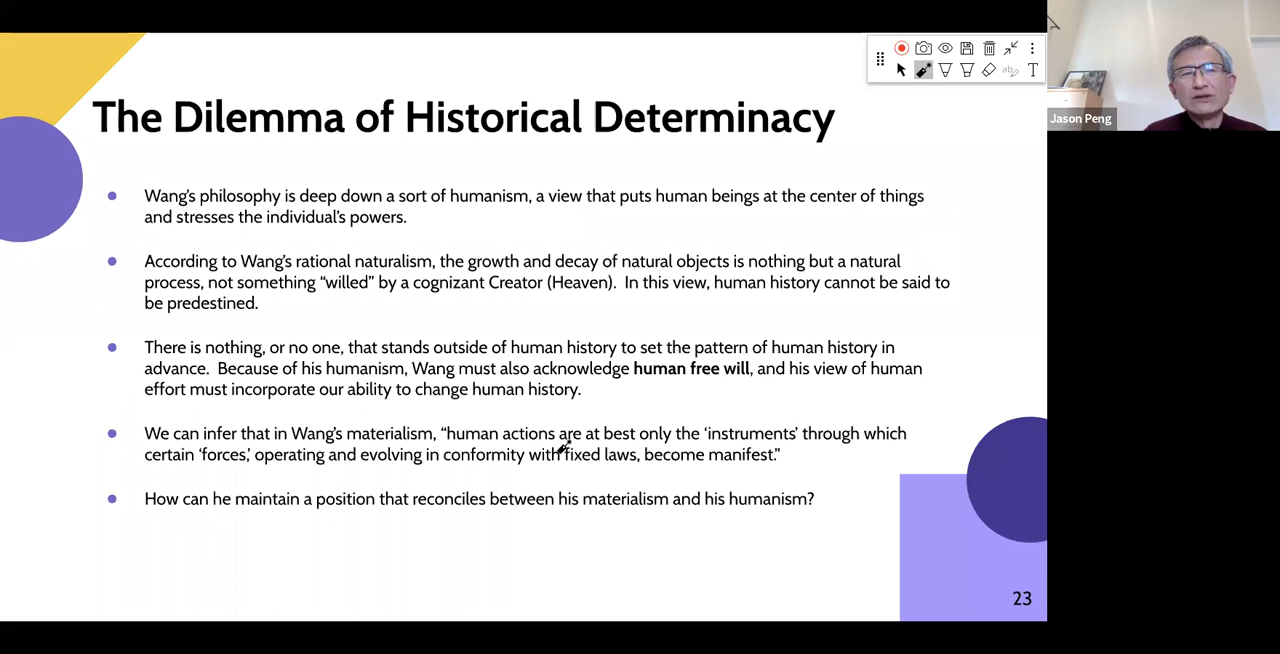 The Dilemma of Historical Determinacy
Wang's philosophy is deep down a sort of humanism, a view that puts human beings at the center of things
and stresses the individual's powers.
According to Wang's rational naturalism, the growth and decay of natural objects is nothing but a natural
process, not something “willed” by a cognizant Creator (Heaven). In this view, human history cannot be said to
be predestined.
There is nothing, or no one, that stands outside of human history to set the pattern of human history in
advance. Because of his humanism, Wang must also acknowledge human free will, and his view of human
effort must incorporate our ability to change human history.
We can infer that in Wang's materialism, “human actions are at best only the ‘instruments’ through which
certain ‘forces,’ operating and evolving in conformity with fixed laws, become manifest.”
How can he maintain a position that reconciles between his materialism and his humanism?
23
Jason Peng
ab
T